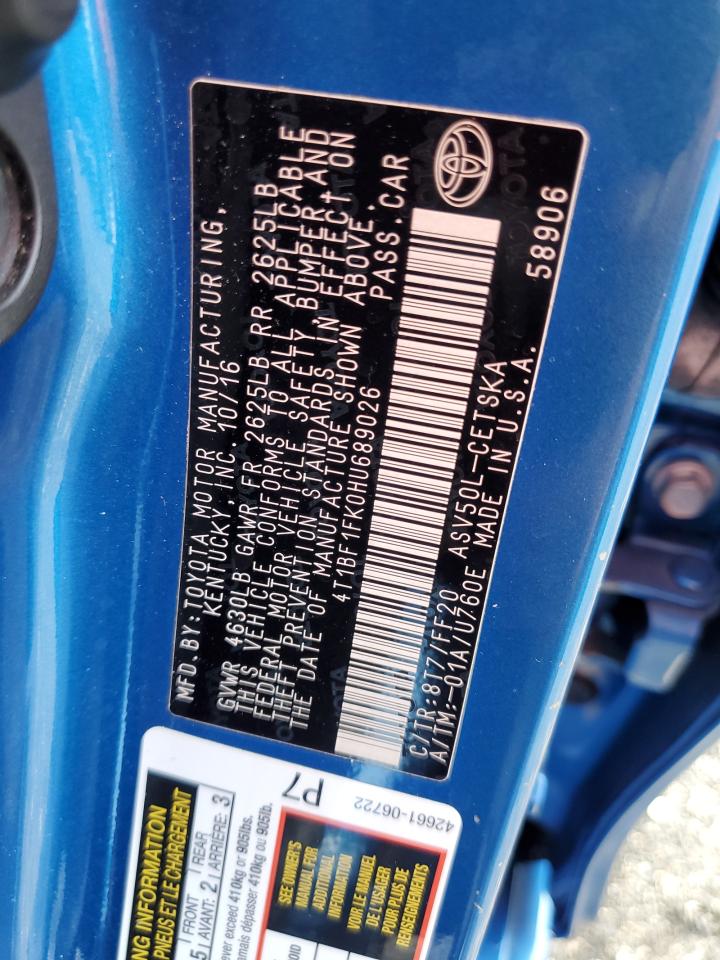 MFD BY:TOYOTA MOTOR MANUFACTURING,
KENTUCKY INC 10/16
GVWR 4630LB GAWR/FR 2625LB RR 2625LB
THIS VEHICLE CONFORMS TO ALL APPLICABLE
FEDERAL MOTOR VEHICLE SAFETY BUMPER,AND
THEFT PREVENTION STANDARDS IN EFFECT ON
THE DATE OF MANUFACTURE SHOWN ABOVE.
4T1BF1FK0HU689026 PASS.CAR
C/TR:8T7/FF20 ASV50L-CETSKA
A/TM:-01A/U760E MADE IN U.S.A. 58906
P7
42661-06722
NG INFORMATION
PNEUS ET LE CHARGEMENT
5 FRONT 2 REAR 3
AVANT: ARRIÈRE:
ver exceed 410kg or 905lbs.
amais dépasser 410kg ou 905lb.
SEE OWNER'S
MANUAL FOR
ADDITIONAL
INFORMATION
VOIR LE MANUEL
DE L'USAGER
POUR PLUS DE
RENSEIGNEMENTS